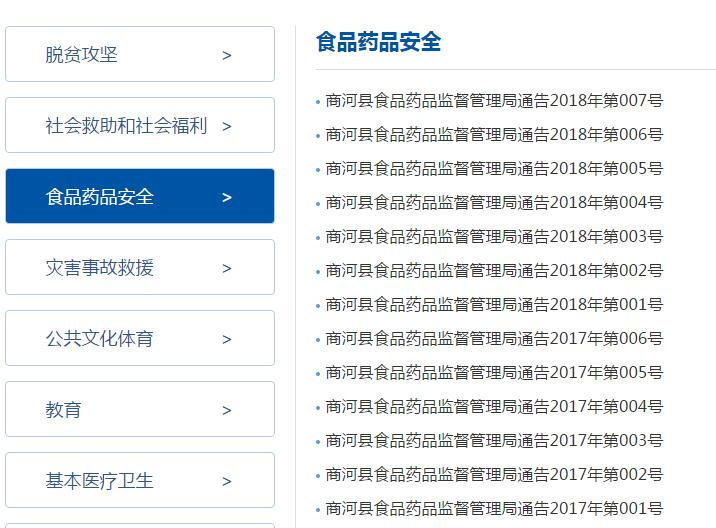 脱贫攻坚 >
社会救助和社会福利 >
食品药品安全 >
灾害事故救援 >
公共文化体育 >
教育 >
基本医疗卫生 >
食品药品安全
商河县食品药品监督管理局通告2018年第007号
商河县食品药品监督管理局通告2018年第006号
商河县食品药品监督管理局通告2018年第005号
商河县食品药品监督管理局通告2018年第004号
商河县食品药品监督管理局通告2018年第003号
商河县食品药品监督管理局通告2018年第002号
商河县食品药品监督管理局通告2018年第001号
商河县食品药品监督管理局通告2017年第006号
商河县食品药品监督管理局通告2017年第005号
商河县食品药品监督管理局通告2017年第004号
商河县食品药品监督管理局通告2017年第003号
商河县食品药品监督管理局通告2017年第002号
商河县食品药品监督管理局通告2017年第001号